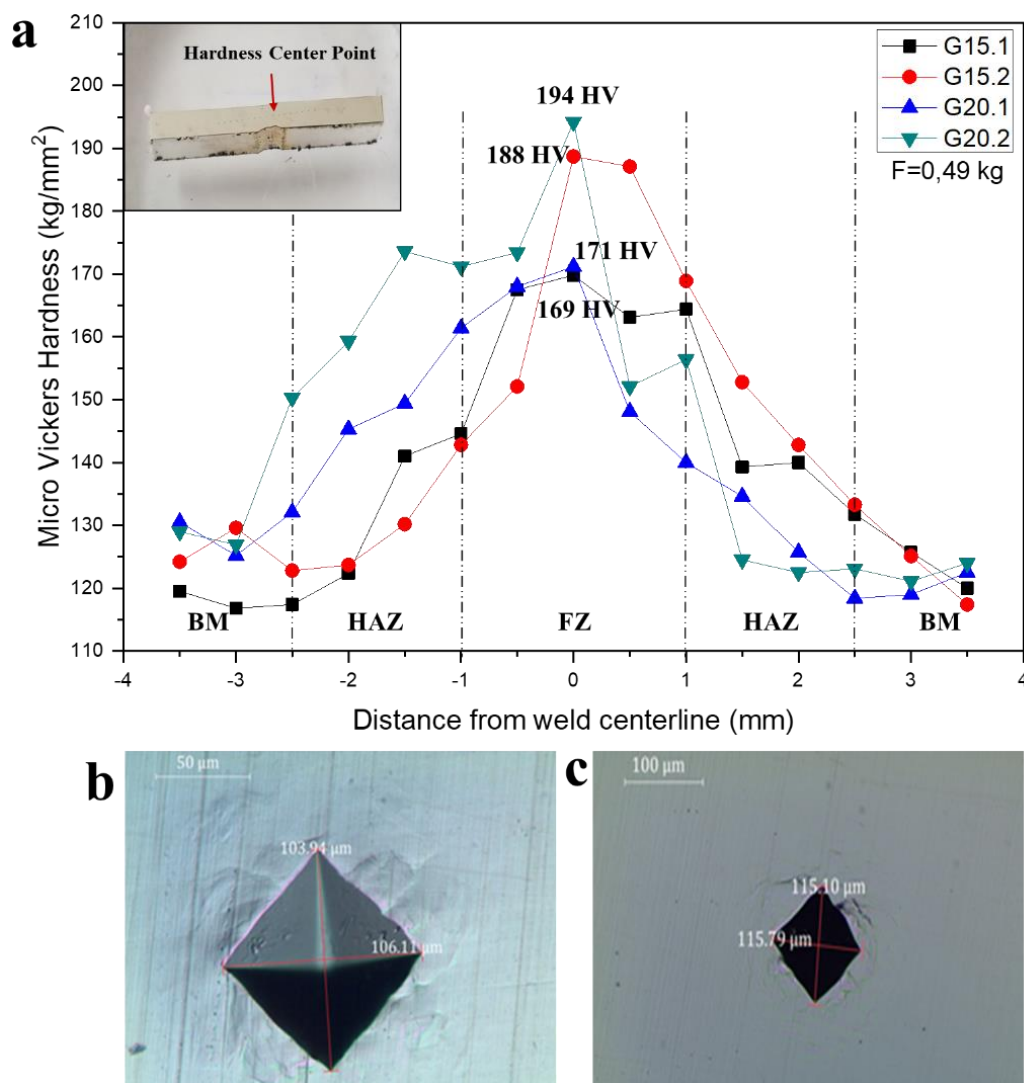 a
Hardness Center Point
G15.1
G15.2
G20.1
G20.2
F=0,49 kg
194 HV
188 HV
171 HV
169 HV
BM
HAZ
FZ
HAZ
BM
210
200
190
180
170
160
150
140
130
120
110
Micro Vickers Hardness (kg/mm²)
-4
-3
-2
-1
0
1
2
3
4
Distance from weld centerline (mm)
b
50 μm
103.94 μm
106.11 μm
c
100 μm
115.10 μm
115.79 μm